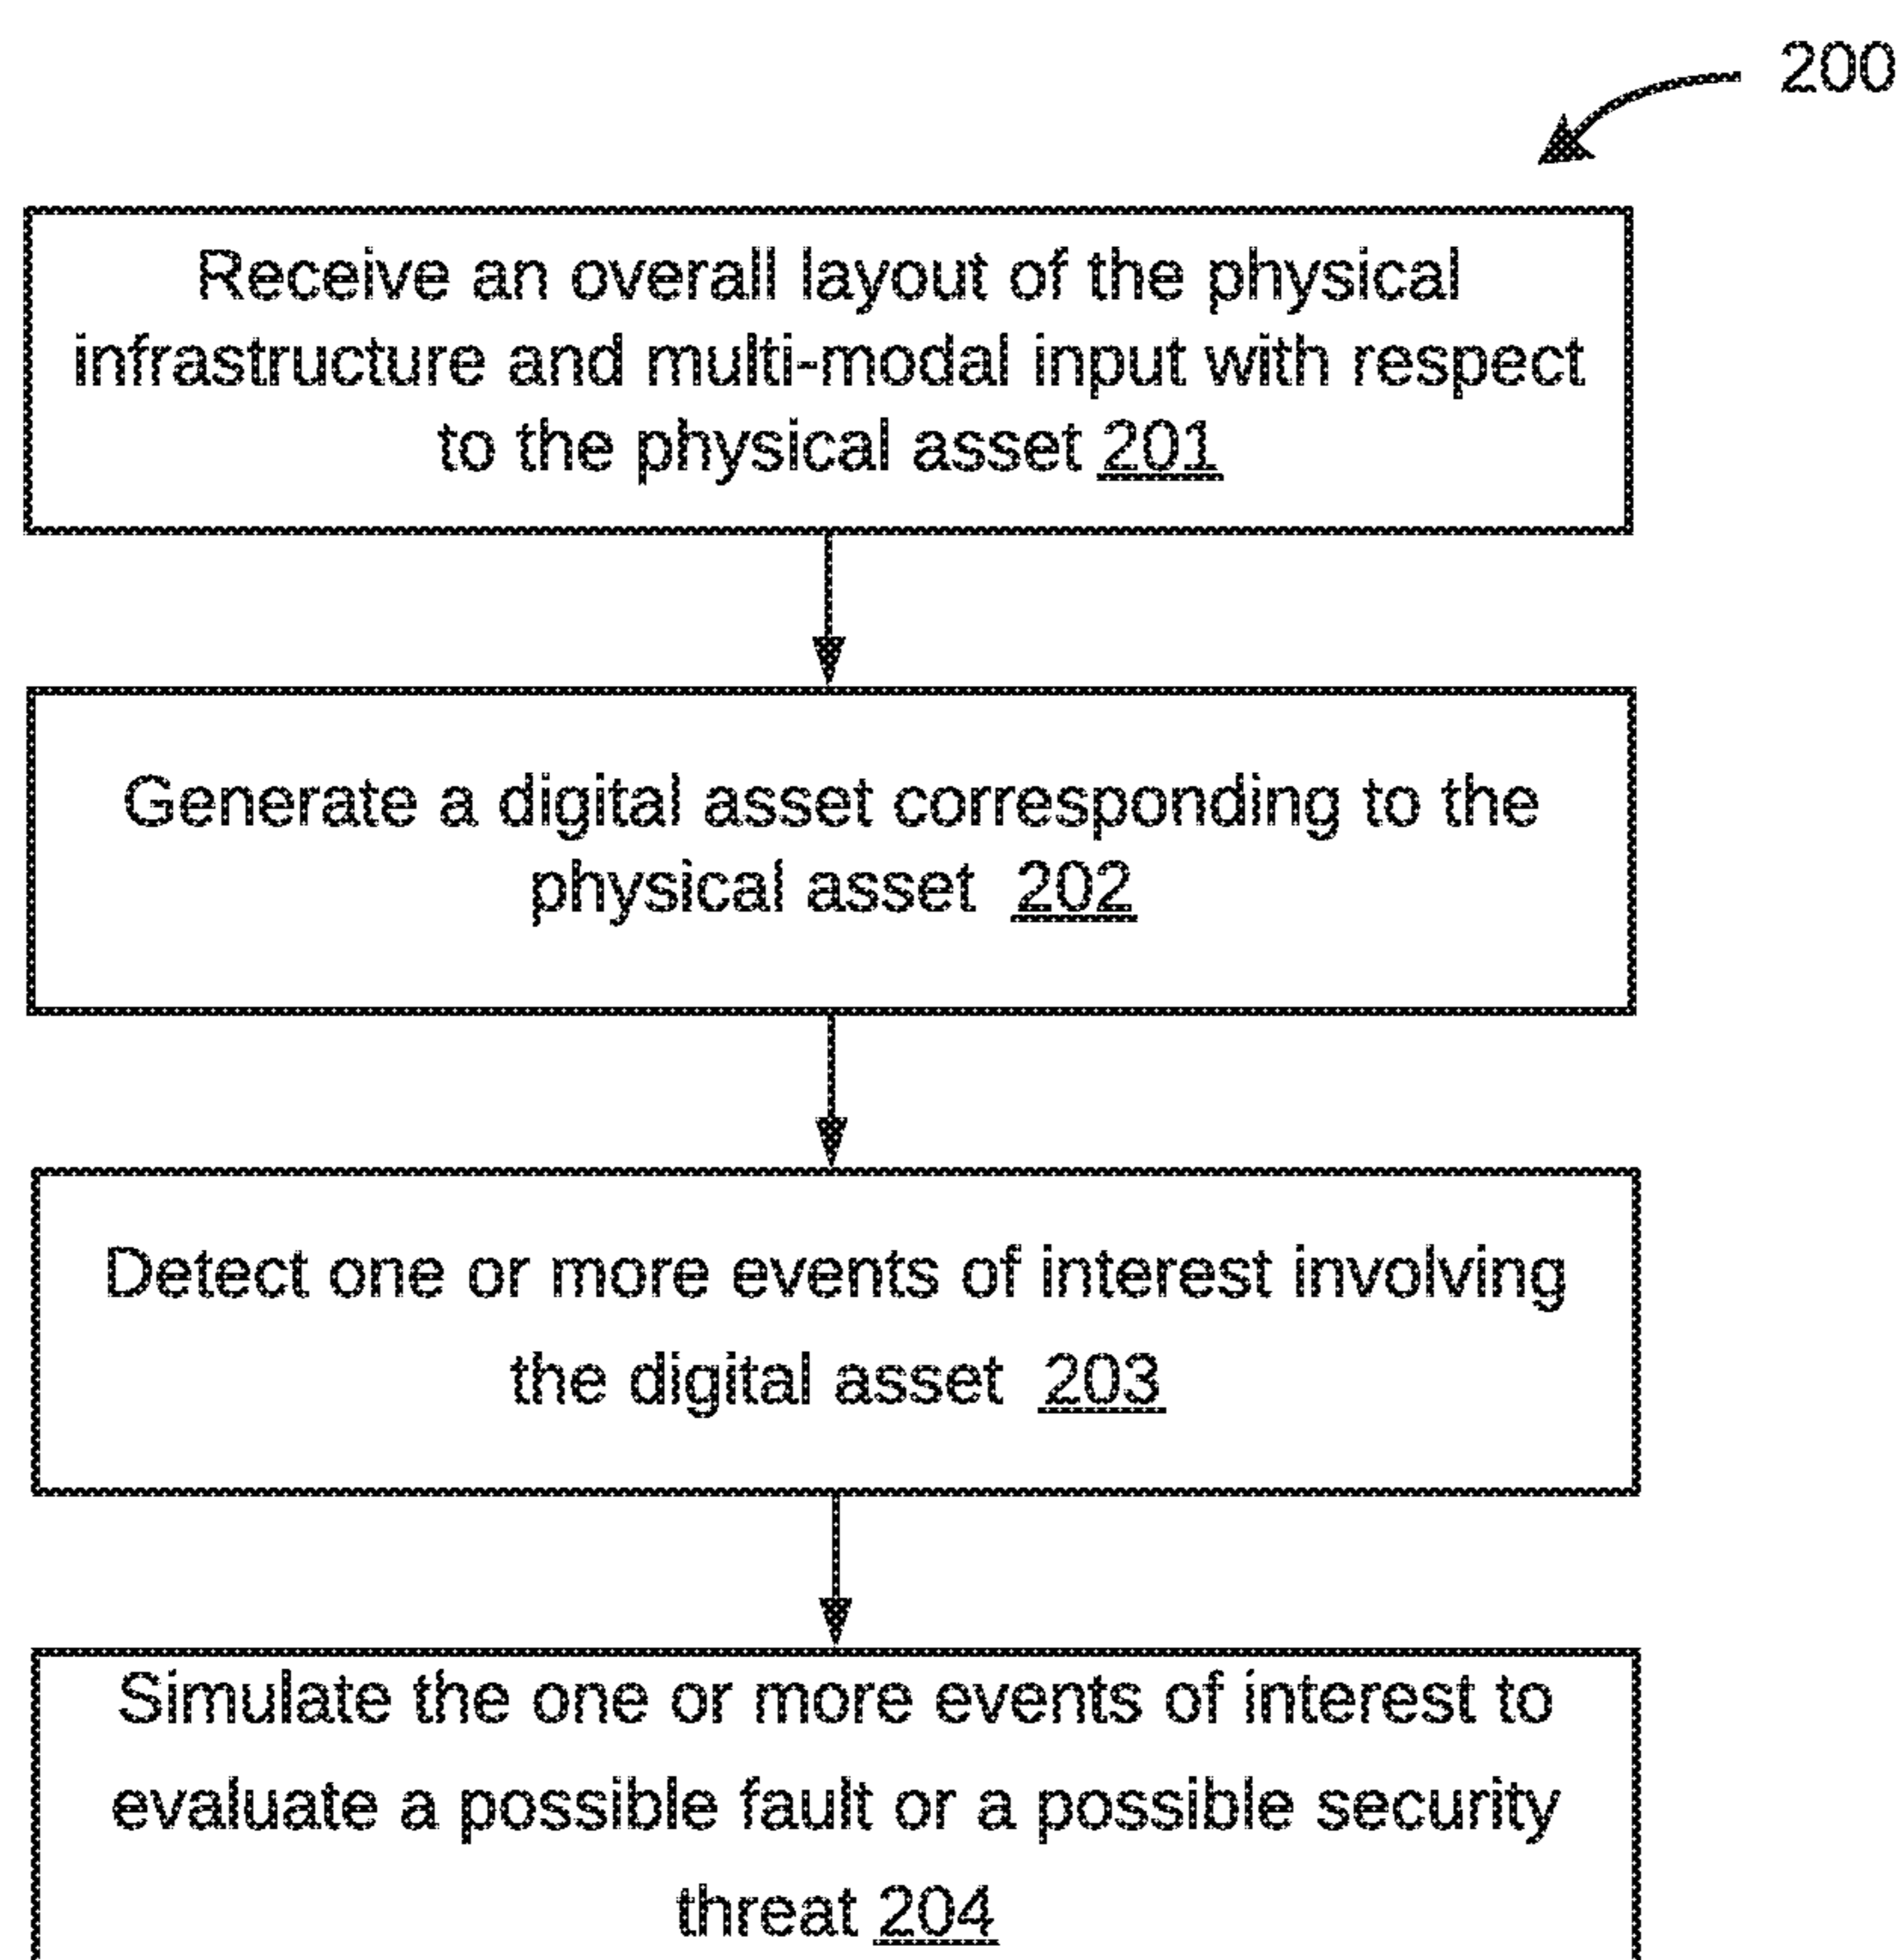 200
Receive an overall layout of the physical
infrastructure and multi-modal input with respect
to the physical asset 201
Generate a digital asset corresponding to the
physical asset 202
Detect one or more events of interest involving
the digital asset 203
Simulate the one or more events of interest to
evaluate a possible fault or a possible security
threat 204